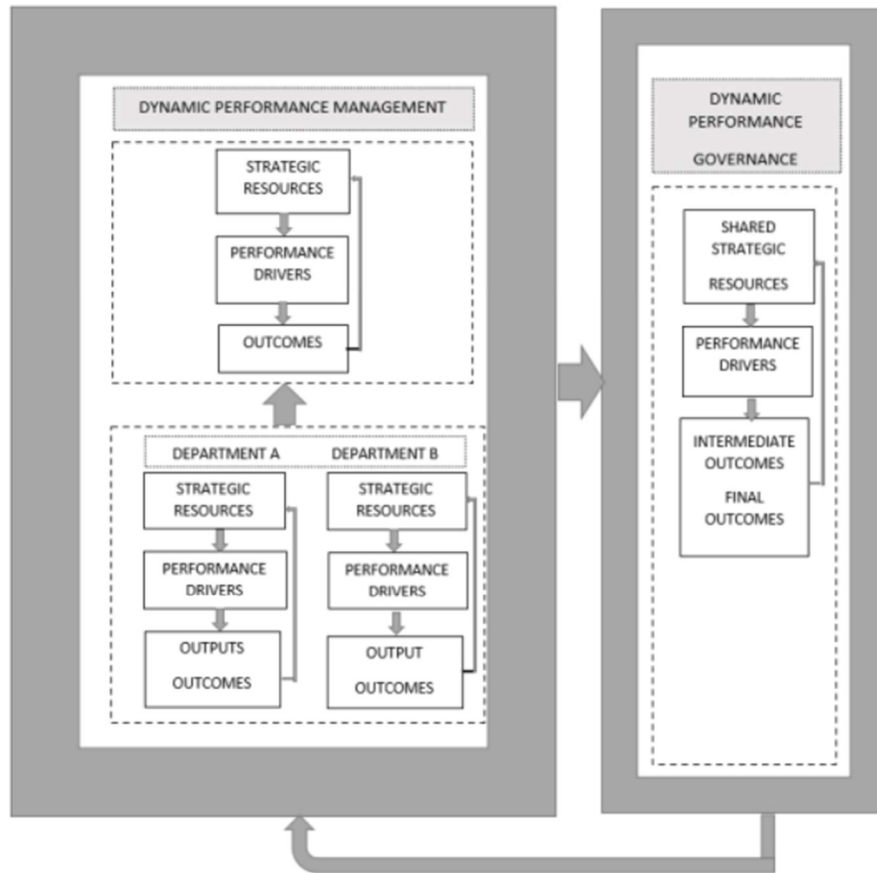 DYNAMIC PERFORMANCE MANAGEMENT
STRATEGIC
RESOURCES
PERFORMANCE
DRIVERS
OUTCOMES
DEPARTMENT A
DEPARTMENT B
STRATEGIC
RESOURCES
PERFORMANCE
DRIVERS
OUTPUTS
OUTCOMES
STRATEGIC
RESOURCES
PERFORMANCE
DRIVERS
OUTPUT
OUTCOMES
DYNAMIC
PERFORMANCE
GOVERNANCE
SHARED
STRATEGIC
RESOURCES
PERFORMANCE
DRIVERS
INTERMEDIATE
OUTCOMES
FINAL
OUTCOMES